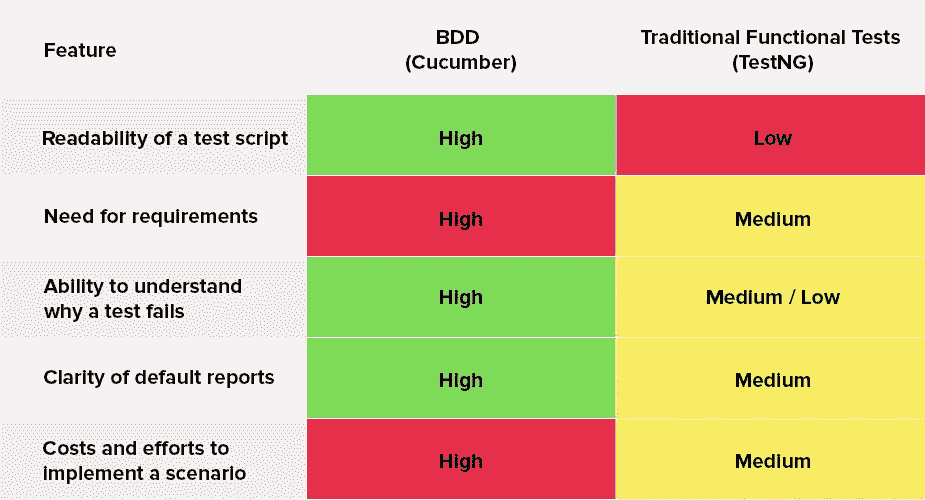 Feature
BDD
(Cucumber)
Traditional Functional Tests
(TestNG)
Readability of a test script
High
Low
Need for requirements
High
Medium
Ability to understand
why a test fails
High
Medium / Low
Clarity of default reports
High
Medium
Costs and efforts to
implement a scenario
High
Medium